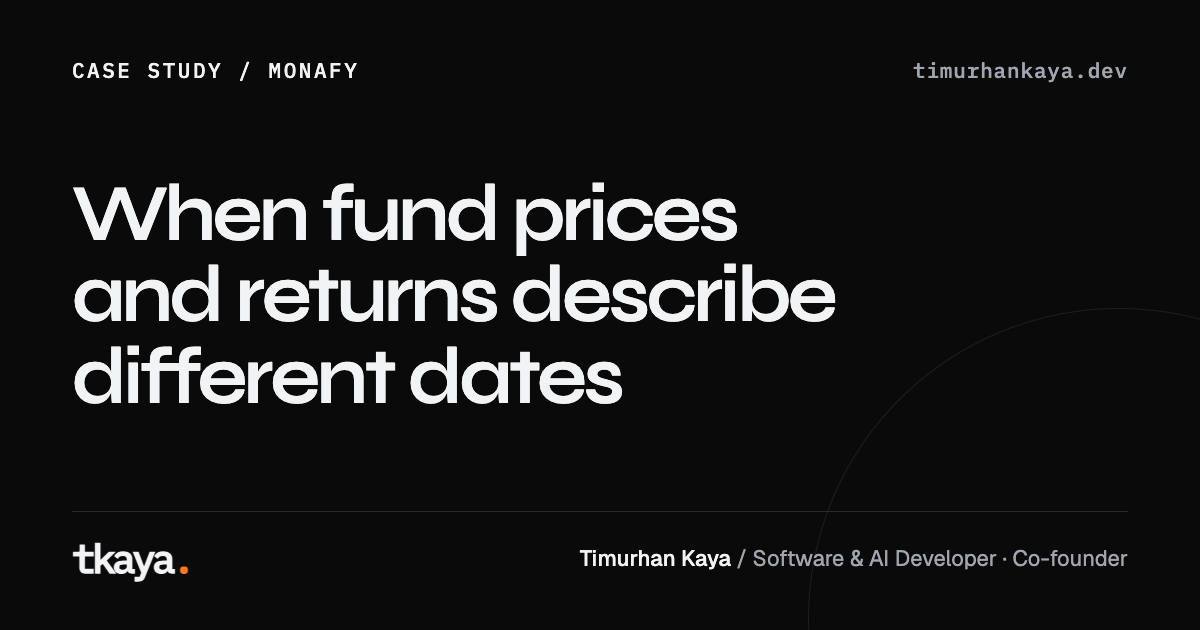 CASE STUDY / MONAFY
timurhankaya.dev
When fund prices
and returns describe
different dates
tkaya.
Timurhan Kaya / Software & AI Developer · Co-founder